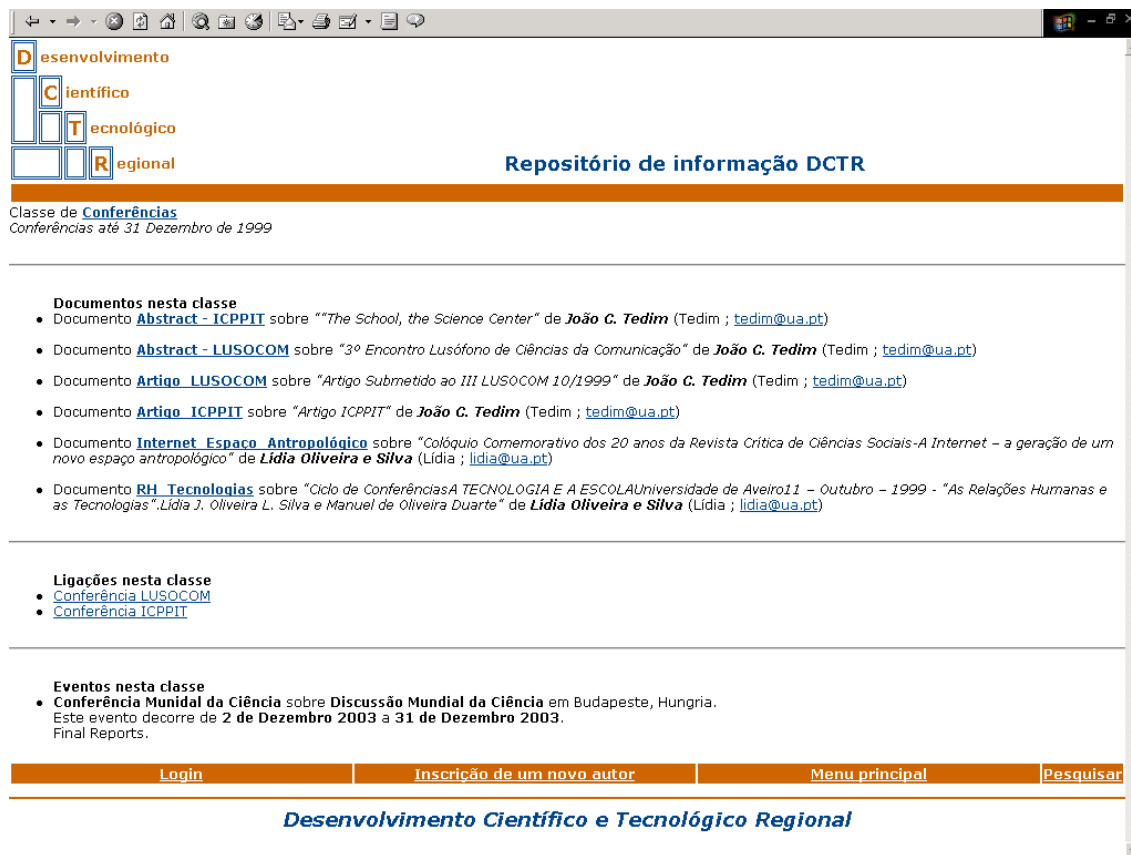 Desenvolvimento
Científico
Tecnológico
Regional
Repositório de informação DCTR
Classe de Conferências
Conferências até 31 Dezembro de 1999
Documentos nesta classe
• Documento Abstract - ICPPIT sobre "“The School, the Science Center" de João C. Tedim (Tedim ; tedim@ua.pt)
• Documento Abstract - LUSOCOM sobre "3º Encontro Lusófono de Ciências da Comunicação" de João C. Tedim (Tedim ; tedim@ua.pt)
• Documento Artigo_LUSOCOM sobre "Artigo Submetido ao III LUSOCOM 10/1999" de João C. Tedim (Tedim ; tedim@ua.pt)
• Documento Artigo_ICPPIT sobre "Artigo ICPPIT" de João C. Tedim (Tedim ; tedim@ua.pt)
• Documento Internet_Espaço_Antropológico sobre "Colóquio Comemorativo dos 20 anos da Revista Crítica de Ciências Sociais-A Internet – a geração de um
novo espaço antropológico" de Lídia Oliveira e Silva (Lídia ; lidia@ua.pt)
• Documento RH_Tecnologias sobre "Ciclo de ConferênciasA TECNOLOGIA E A ESCOLAUniversidade de Aveiro11 – Outubro – 1999 - "As Relações Humanas e
as Tecnologias".Lídia J. Oliveira L. Silva e Manuel de Oliveira Duarte" de Lídia Oliveira e Silva (Lídia ; lidia@ua.pt)
Ligações nesta classe
• Conferência LUSOCOM
• Conferência ICPPIT
Eventos nesta classe
• Conferência Munidal da Ciência sobre Discussão Mundial da Ciência em Budapeste, Hungria.
Este evento decorre de 2 de Dezembro 2003 a 31 de Dezembro 2003.
Final Reports.
Login Inscrição de um novo autor Menu principal Pesquisar
Desenvolvimento Científico e Tecnológico Regional